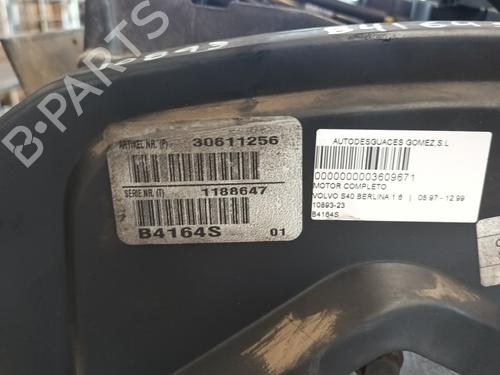 ARTIKEL NR. (P) 30611256
SERIE.NR. (T) 1188647
B4164S 01
AUTODESGUACES GOMEZ,S.L
0000000003609671
MOTOR COMPLETO
VOLVO S40 BERLINA 1.6 | 05.97 - 12.99
10893-23
B4164S
B-PARTS